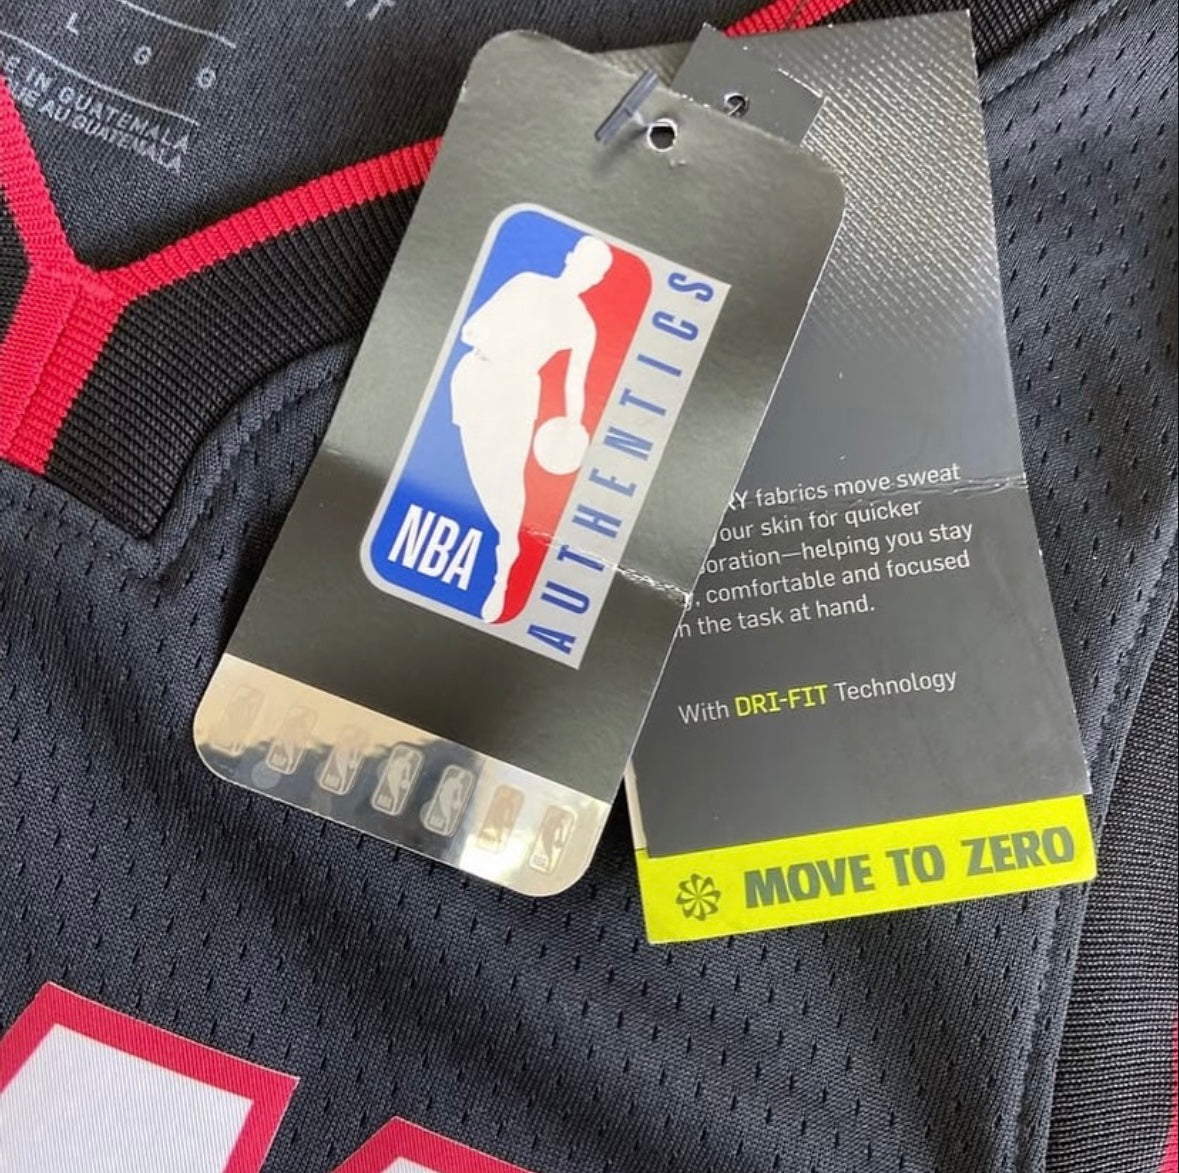 L G G
IN GUATEMALA
AU GUATEMALA
NBA
AUTHENTICS
fabrics move sweat
our skin for quicker
helping you stay
, comfortable and focused
the task at hand.
With DRI-FIT Technology
MOVE TO ZERO